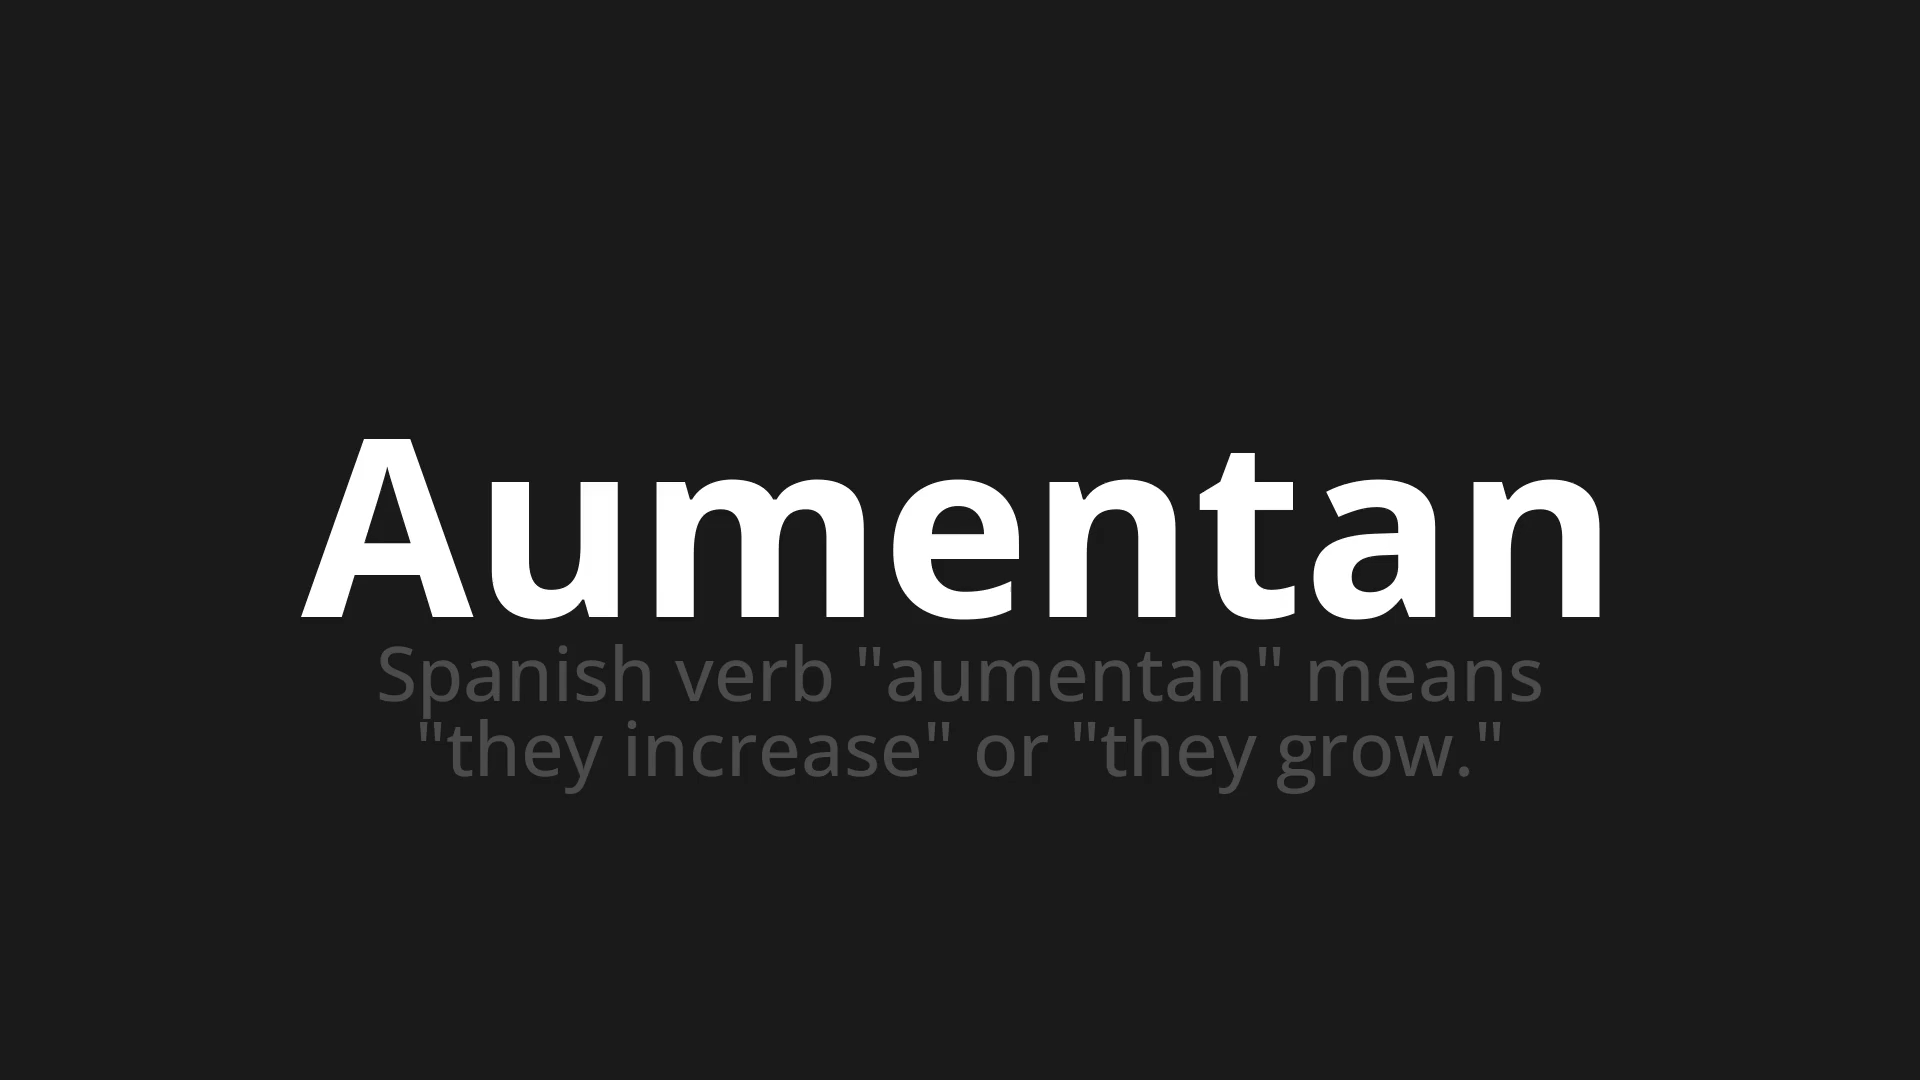 Aumentan
Spanish verb "aumentan" means
"they increase" or "they grow."